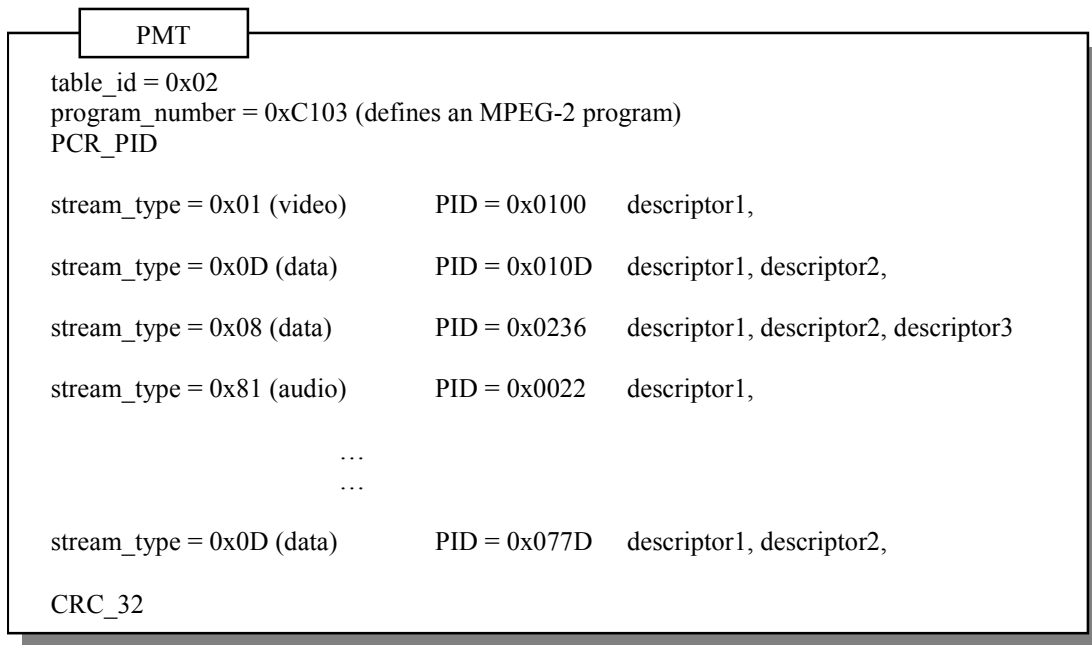 PMT
table_id = 0x02
program_number = 0xC103 (defines an MPEG-2 program)
PCR_PID
stream_type = 0x01 (video) PID = 0x0100 descriptor1,
stream_type = 0x0D (data) PID = 0x010D descriptor1, descriptor2,
stream_type = 0x08 (data) PID = 0x0236 descriptor1, descriptor2, descriptor3
stream_type = 0x81 (audio) PID = 0x0022 descriptor1,
…
…
stream_type = 0x0D (data) PID = 0x077D descriptor1, descriptor2,
CRC_32